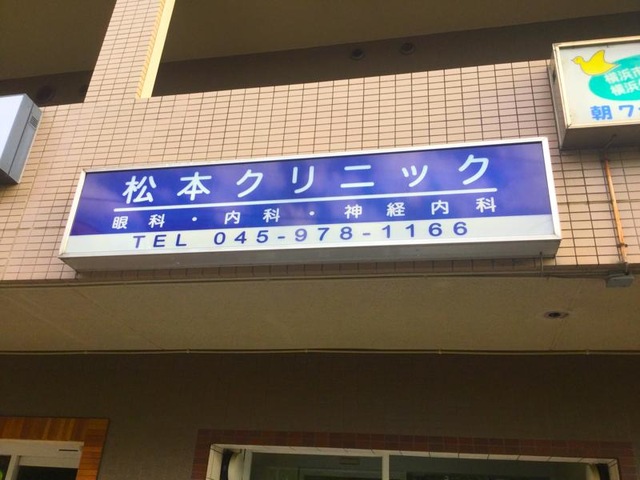 松本クリニック
眼科・内科・神経内科
TEL 045-978-1166
横浜市
横浜
朝7